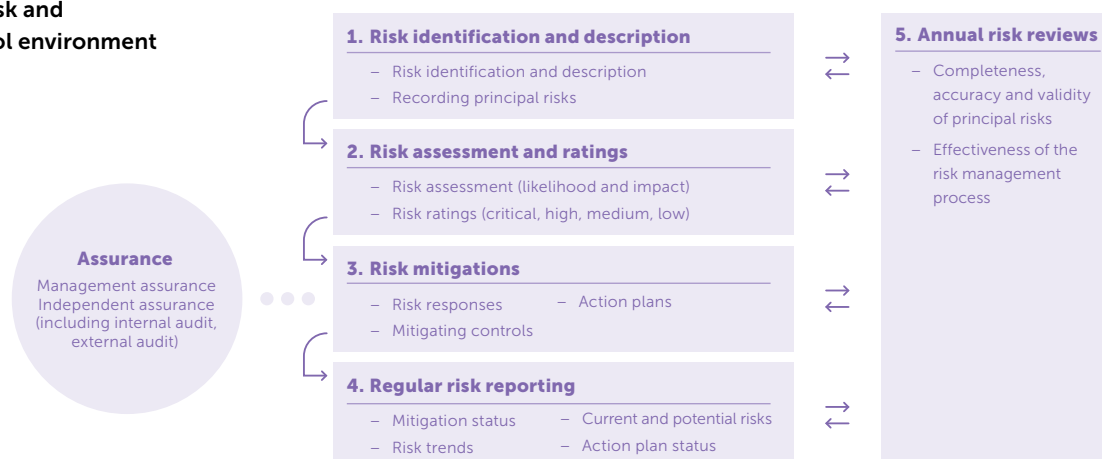 and
environment
1. Risk identification and description
– Risk identification and description
– Recording principal risks
2. Risk assessment and ratings
– Risk assessment (likelihood and impact)
– Risk ratings (critical, high, medium, low)
Assurance
Management assurance
Independent assurance
(including internal audit,
external audit)
3. Risk mitigations
– Risk responses – Action plans
– Mitigating controls
4. Regular risk reporting
– Mitigation status – Current and potential risks
– Risk trends – Action plan status
5. Annual risk reviews
– Completeness,
accuracy and validity
of principal risks
– Effectiveness of the
risk management
process